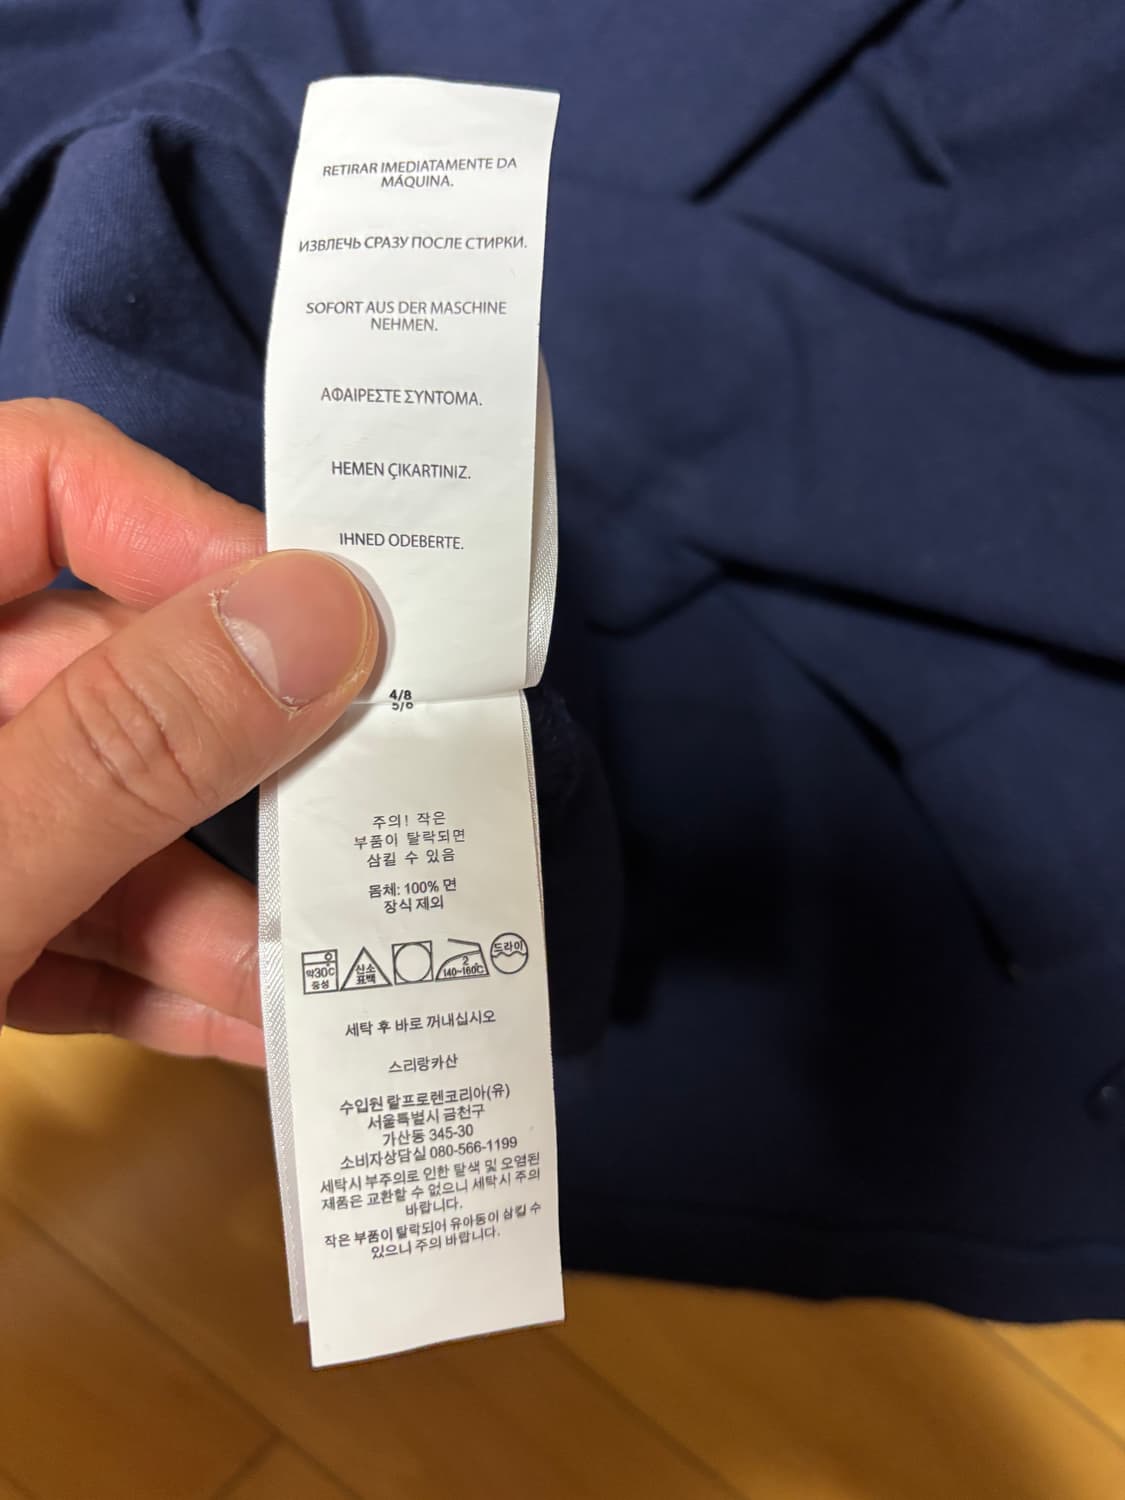 RETIRAR IMEDIATAMENTE DA
MÁQUINA.
ИЗВЛЕЧЬ СРАЗУ ПОСЛЕ СТИРКИ.
SOFORT AUS DER MASCHINE
NEHMEN.
ΑΦΑΙΡΕΣΤΕ ΣΥΝΤΟΜΑ.
HEMEN ÇIKARTINIZ.
IHNED ODEBERTE.
4/8
주의! 작은
부품이 탈락되면
삼킬 수 있음
몸체: 100% 면
장식 제외
약30℃
중성
산소
표백
2
140~160℃
드라이
세탁 후 바로 꺼내십시오
스리랑카산
수입원 랄프로렌코리아(유)
서울특별시 금천구
가산동 345-30
소비자상담실 080-566-1199
세탁시 부주의로 인한 탈색 및 오염된
제품은 교환할 수 없으니 세탁시 주의
바랍니다.
작은 부품이 탈락되어 유아동이 삼킬 수
있으니 주의 바랍니다.